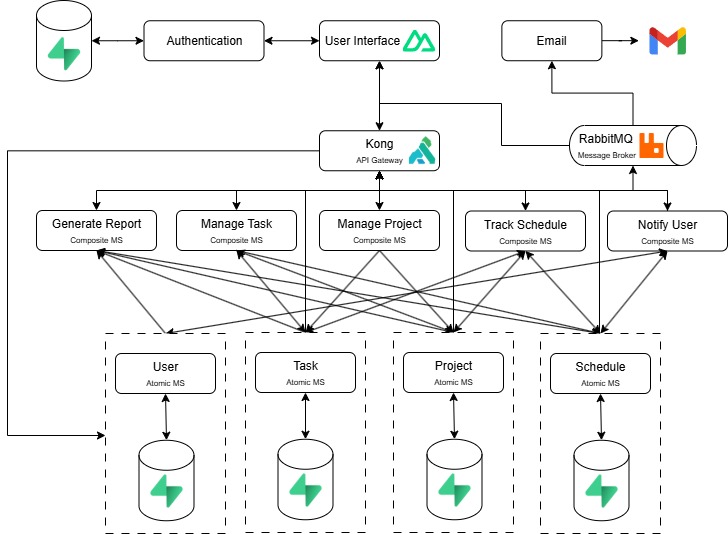 Authentication
User Interface
Email
Kong
API Gateway
RabbitMQ
Message Broker
Generate Report
Composite MS
Manage Task
Composite MS
Manage Project
Composite MS
Track Schedule
Composite MS
Notify User
Composite MS
User
Atomic MS
Task
Atomic MS
Project
Atomic MS
Schedule
Atomic MS